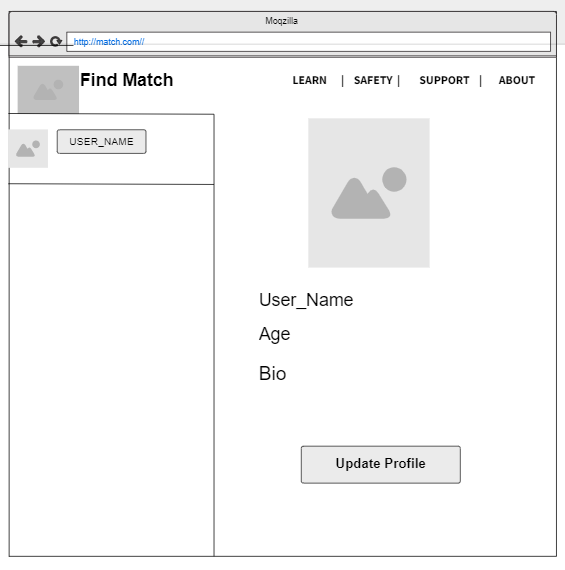 Moqzilla
http://match.com//
Find Match
LEARN | SAFETY | SUPPORT | ABOUT
USER_NAME
User_Name
Age
Bio
Update Profile